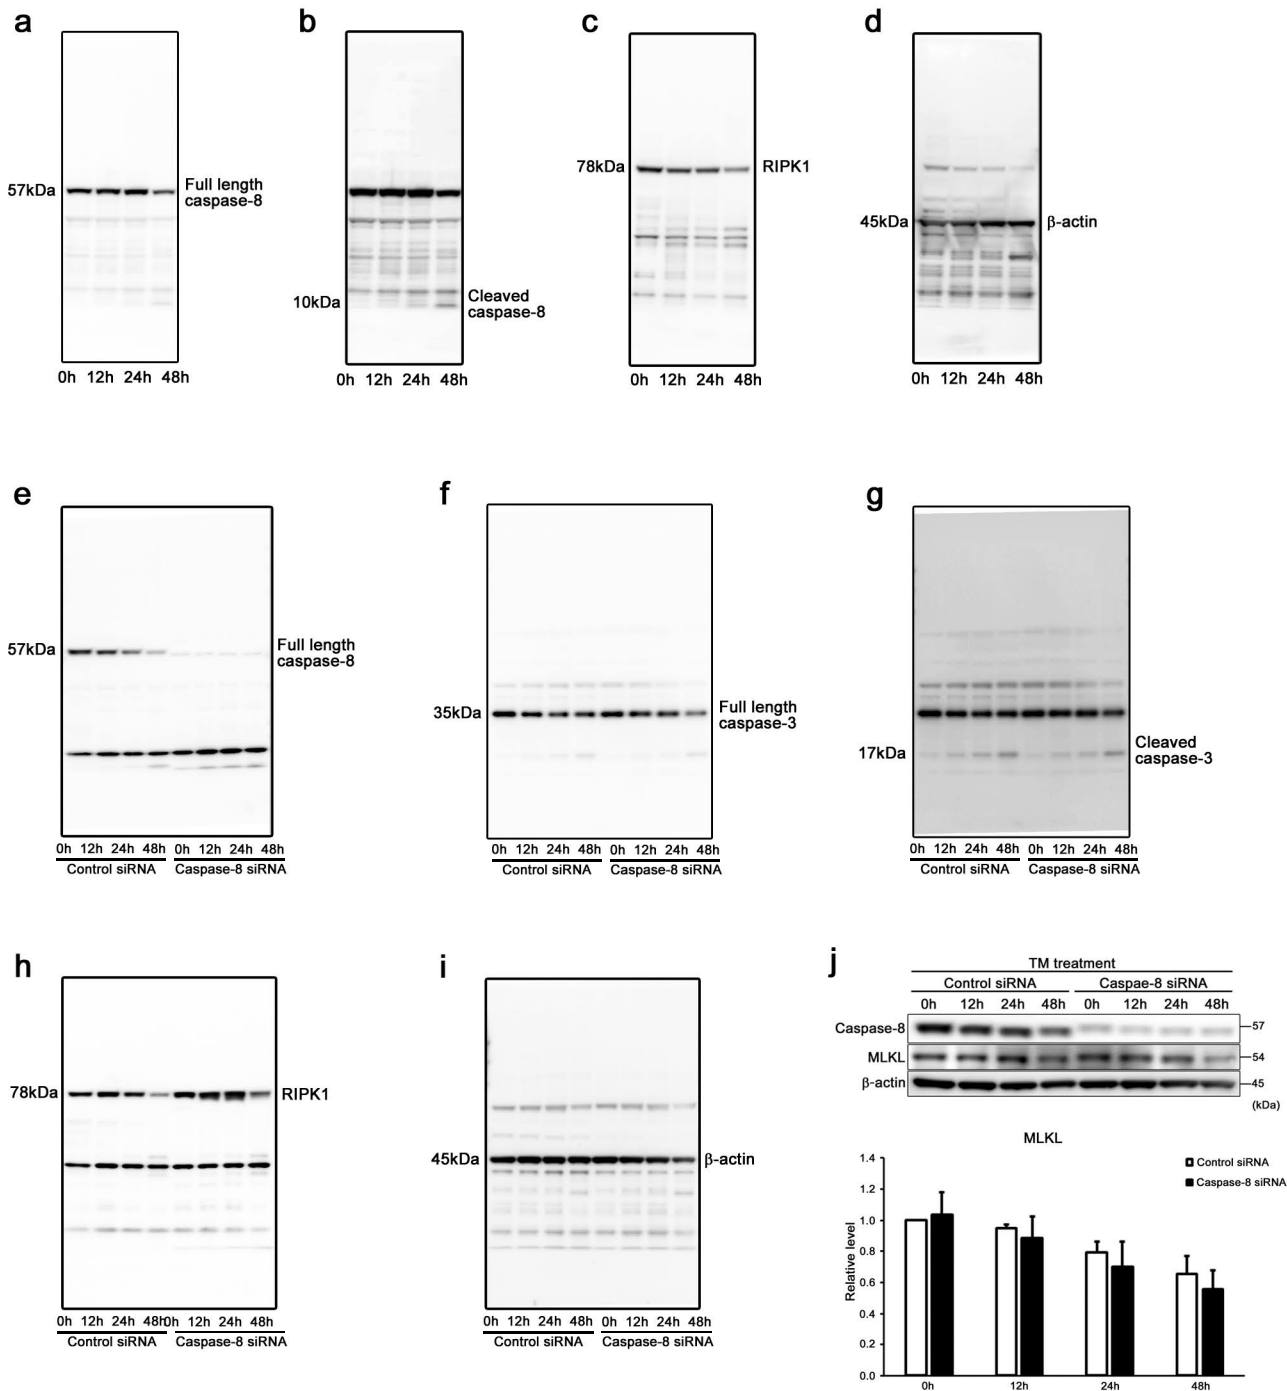 a
57kDa
Full length
caspase-8
0h 12h 24h 48h
b
10kDa
Cleaved
caspase-8
0h 12h 24h 48h
c
78kDa
RIPK1
0h 12h 24h 48h
d
45kDa
β-actin
0h 12h 24h 48h
e
57kDa
Full length
caspase-8
0h 12h 24h 48h 0h 12h 24h 48h
Control siRNA Caspase-8 siRNA
f
35kDa
Full length
caspase-3
0h 12h 24h 48h 0h 12h 24h 48h
Control siRNA Caspase-8 siRNA
g
17kDa
Cleaved
caspase-3
0h 12h 24h 48h 0h 12h 24h 48h
Control siRNA Caspase-8 siRNA
h
78kDa
RIPK1
0h 12h 24h 48h 0h 12h 24h 48h
Control siRNA Caspase-8 siRNA
i
45kDa
β-actin
0h 12h 24h 48h 0h 12h 24h 48h
Control siRNA Caspase-8 siRNA
j
TM treatment
Control siRNA Caspae-8 siRNA
0h 12h 24h 48h 0h 12h 24h 48h
Caspase-8 57
MLKL 54
β-actin 45
(kDa)
MLKL
Control siRNA
Caspase-8 siRNA
Relative level
1.4
1.2
1.0
0.8
0.6
0.4
0.2
0.0
0h 12h 24h 48h